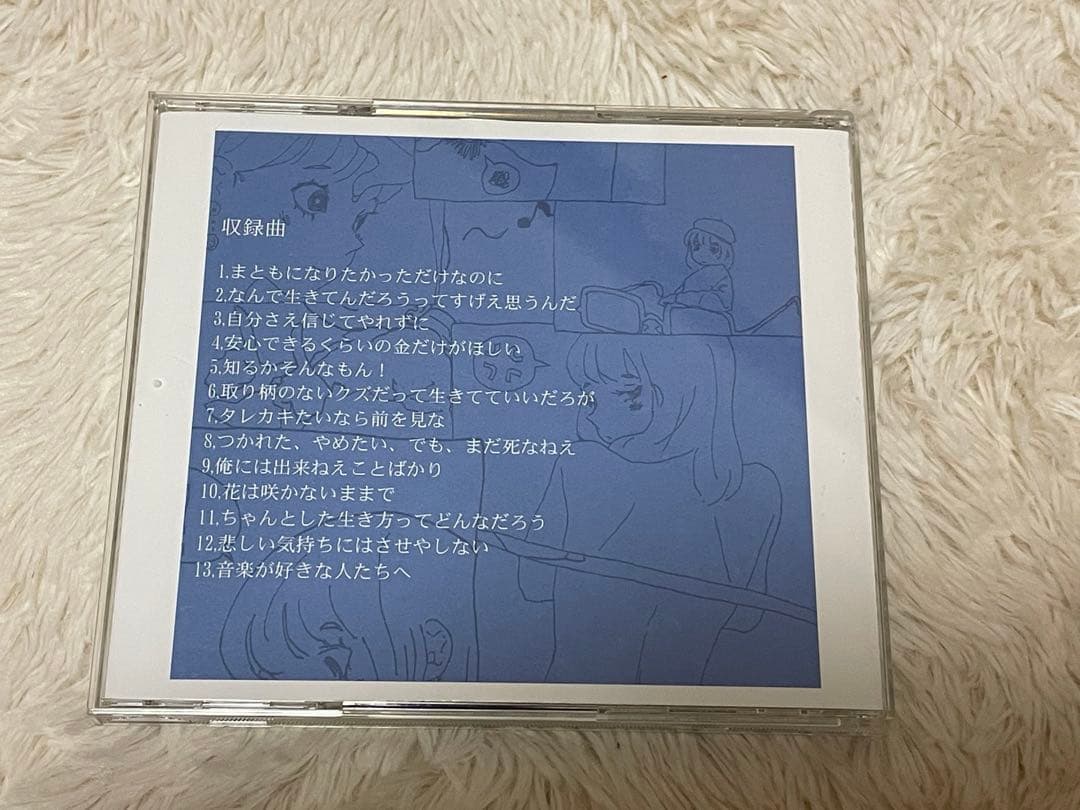 収録曲
1,まともになりたかっただけなのに
2,なんで生きてんだろうってすげえ思うんだ
3,自分さえ信じてやれずに
4,安心できるくらいの金だけがほしい
5,知るかそんなもん！
6,取り柄のないクズだって生きてていいだろが
7,タレカキたいなら前を見な
8,つかれた、やめたい、でも、まだ死なねえ
9,俺には出来ねえことばかり
10,花は咲かないままで
11,ちゃんとした生き方ってどんなだろう
12,悲しい気持ちにはさせやしない
13,音楽が好きな人たちへ